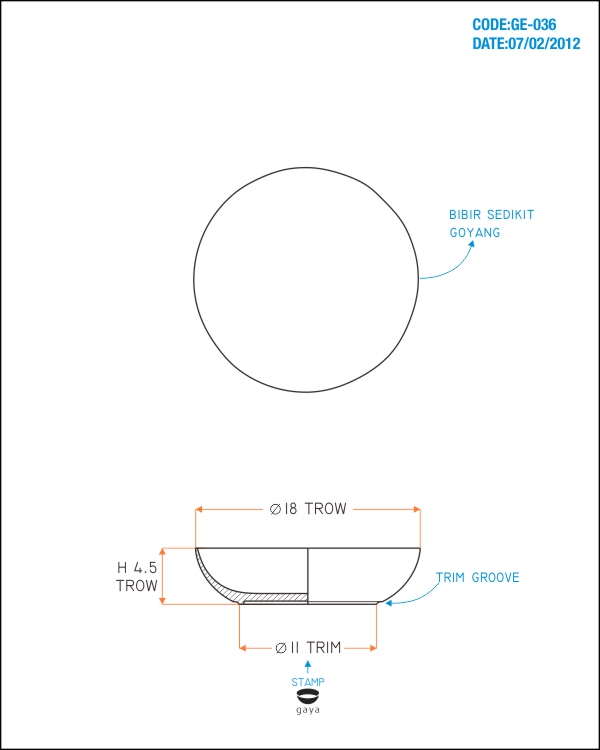 CODE:GE-036
DATE:07/02/2012
BIBIR SEDIKIT
GOYANG
Ø18 TROW
H 4.5
TROW
TRIM GROOVE
Ø11 TRIM
STAMP
gaya